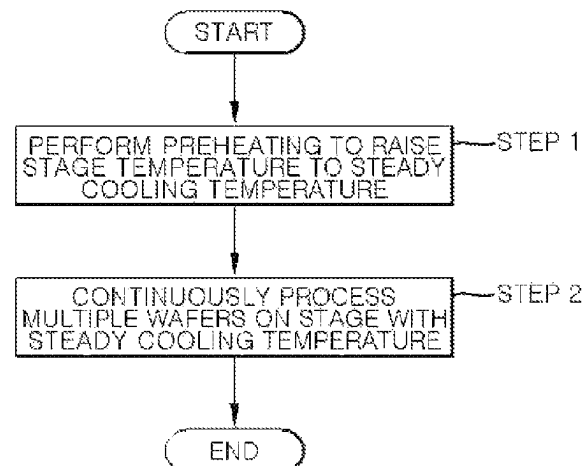 START
PERFORM PREHEATING TO RAISE
STAGE TEMPERATURE TO STEADY
COOLING TEMPERATURE
STEP 1
CONTINUOUSLY PROCESS
MULTIPLE WAFERS ON STAGE WITH
STEADY COOLING TEMPERATURE
STEP 2
END